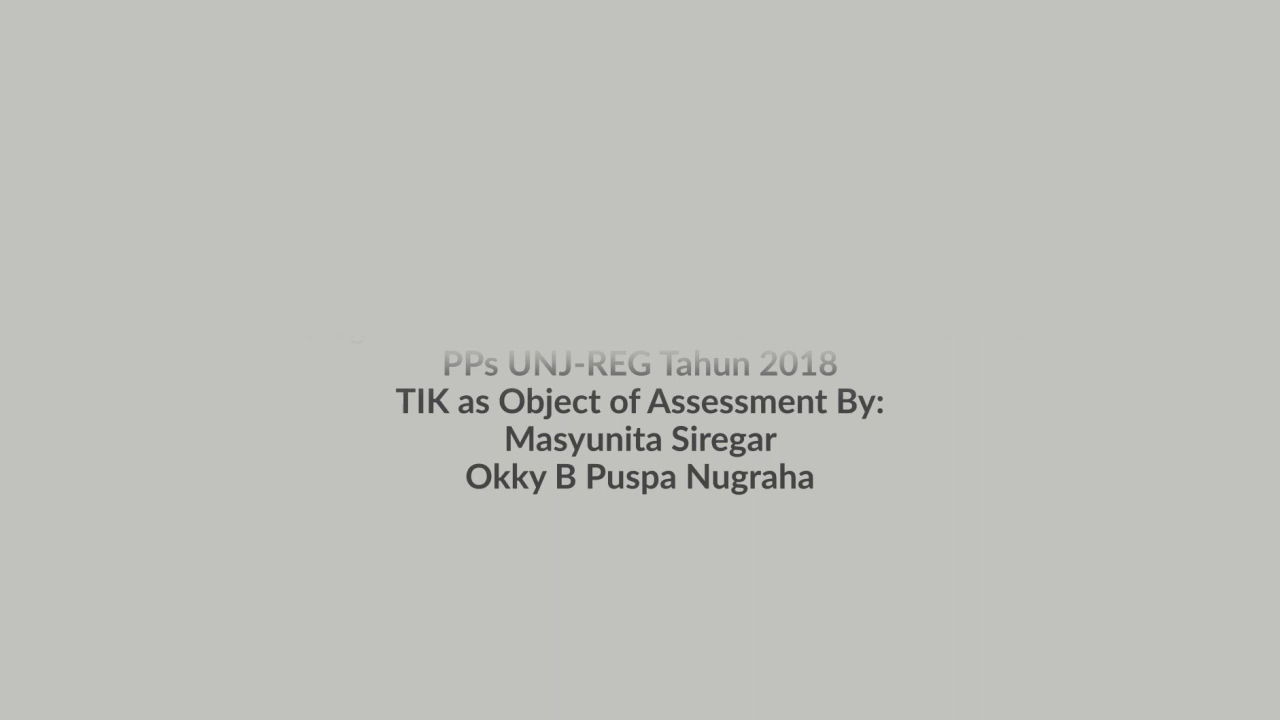 PPs UNJ-REG Tahun 2018
TIK as Object of Assessment By:
Masyunita Siregar
Okky B Puspa Nugraha